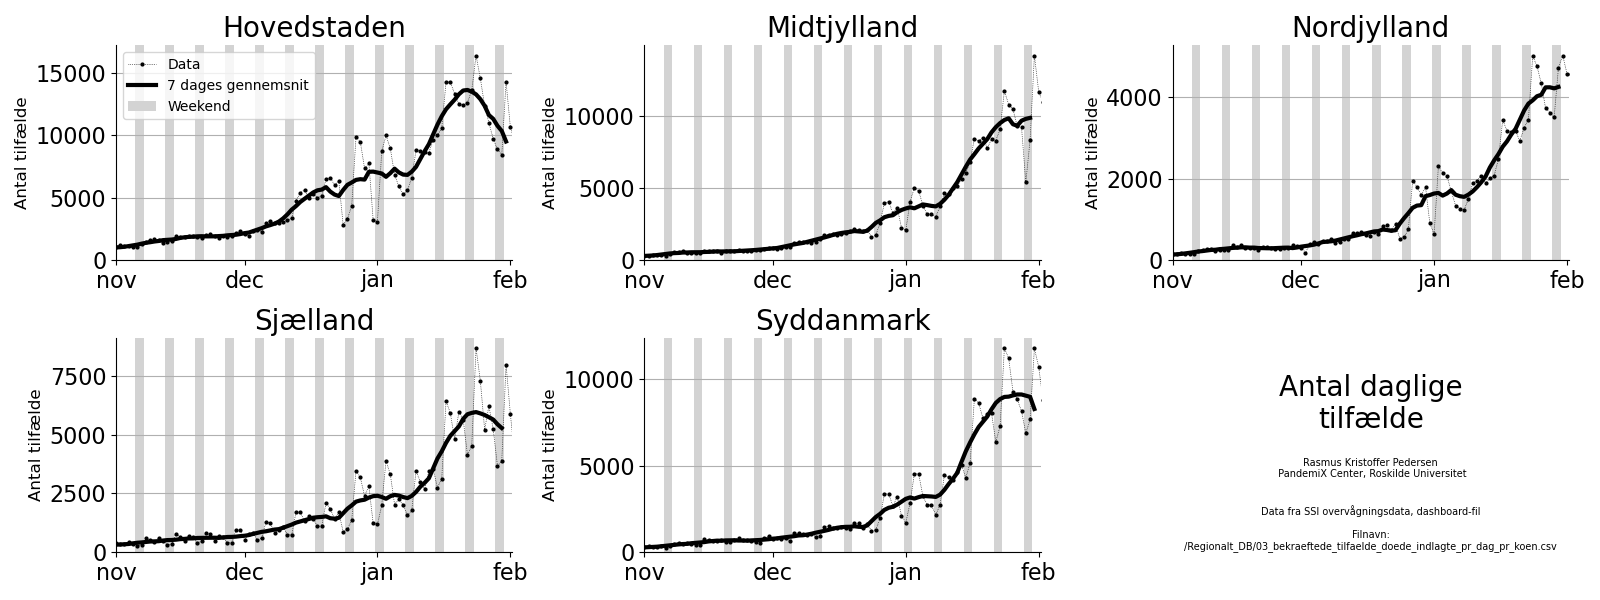 Hovedstaden
Antal tilfælde
15000
10000
5000
0
nov dec jan feb
Data
7 dages gennemsnit
Weekend
Midtjylland
Antal tilfælde
10000
5000
0
nov dec jan feb
Nordjylland
Antal tilfælde
4000
2000
0
nov dec jan feb
Sjælland
Antal tilfælde
7500
5000
2500
0
nov dec jan feb
Syddanmark
Antal tilfælde
10000
5000
0
nov dec jan feb
Antal daglige
tilfælde
Rasmus Kristoffer Pedersen
PandemiX Center, Roskilde Universitet
Data fra SSI overvågningsdata, dashboard-fil
Filnavn:
/Regionalt_DB/03_bekraeftede_tilfaelde_doede_indlagte_pr_dag_pr_koen.csv